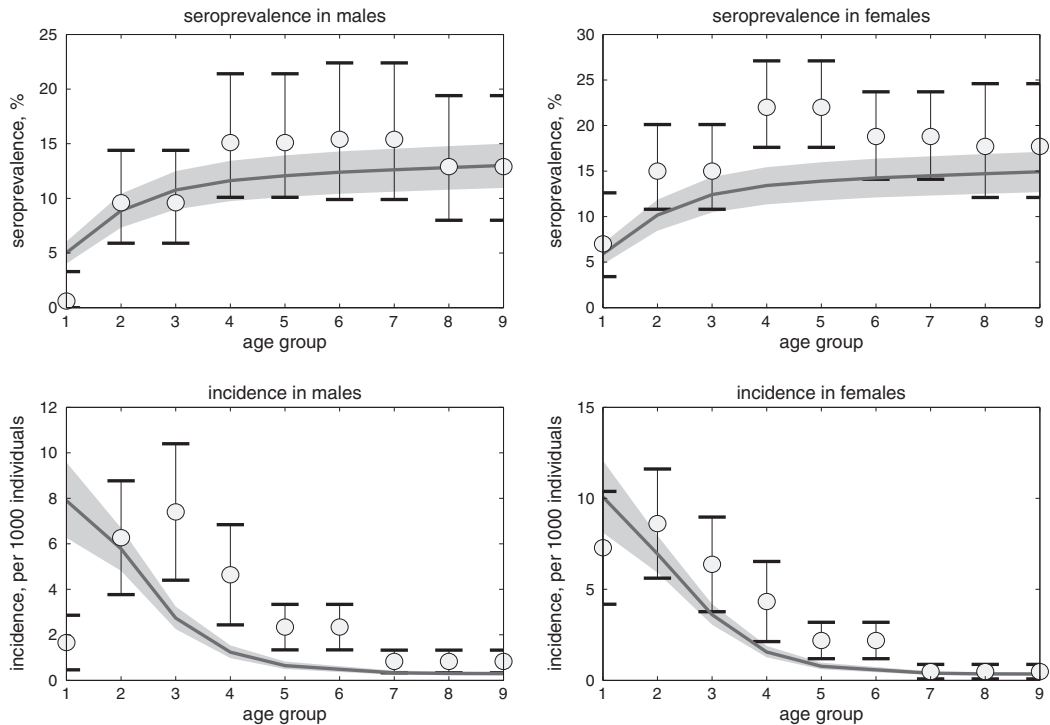 seroprevalence in males
25
20
15
10
5
0
seroprevalence, %
1 2 3 4 5 6 7 8 9
age group
seroprevalence in females
30
25
20
15
10
5
0
seroprevalence, %
1 2 3 4 5 6 7 8 9
age group
incidence in males
12
10
8
6
4
2
0
incidence, per 1000 individuals
1 2 3 4 5 6 7 8 9
age group
incidence in females
15
10
5
0
incidence, per 1000 individuals
1 2 3 4 5 6 7 8 9
age group